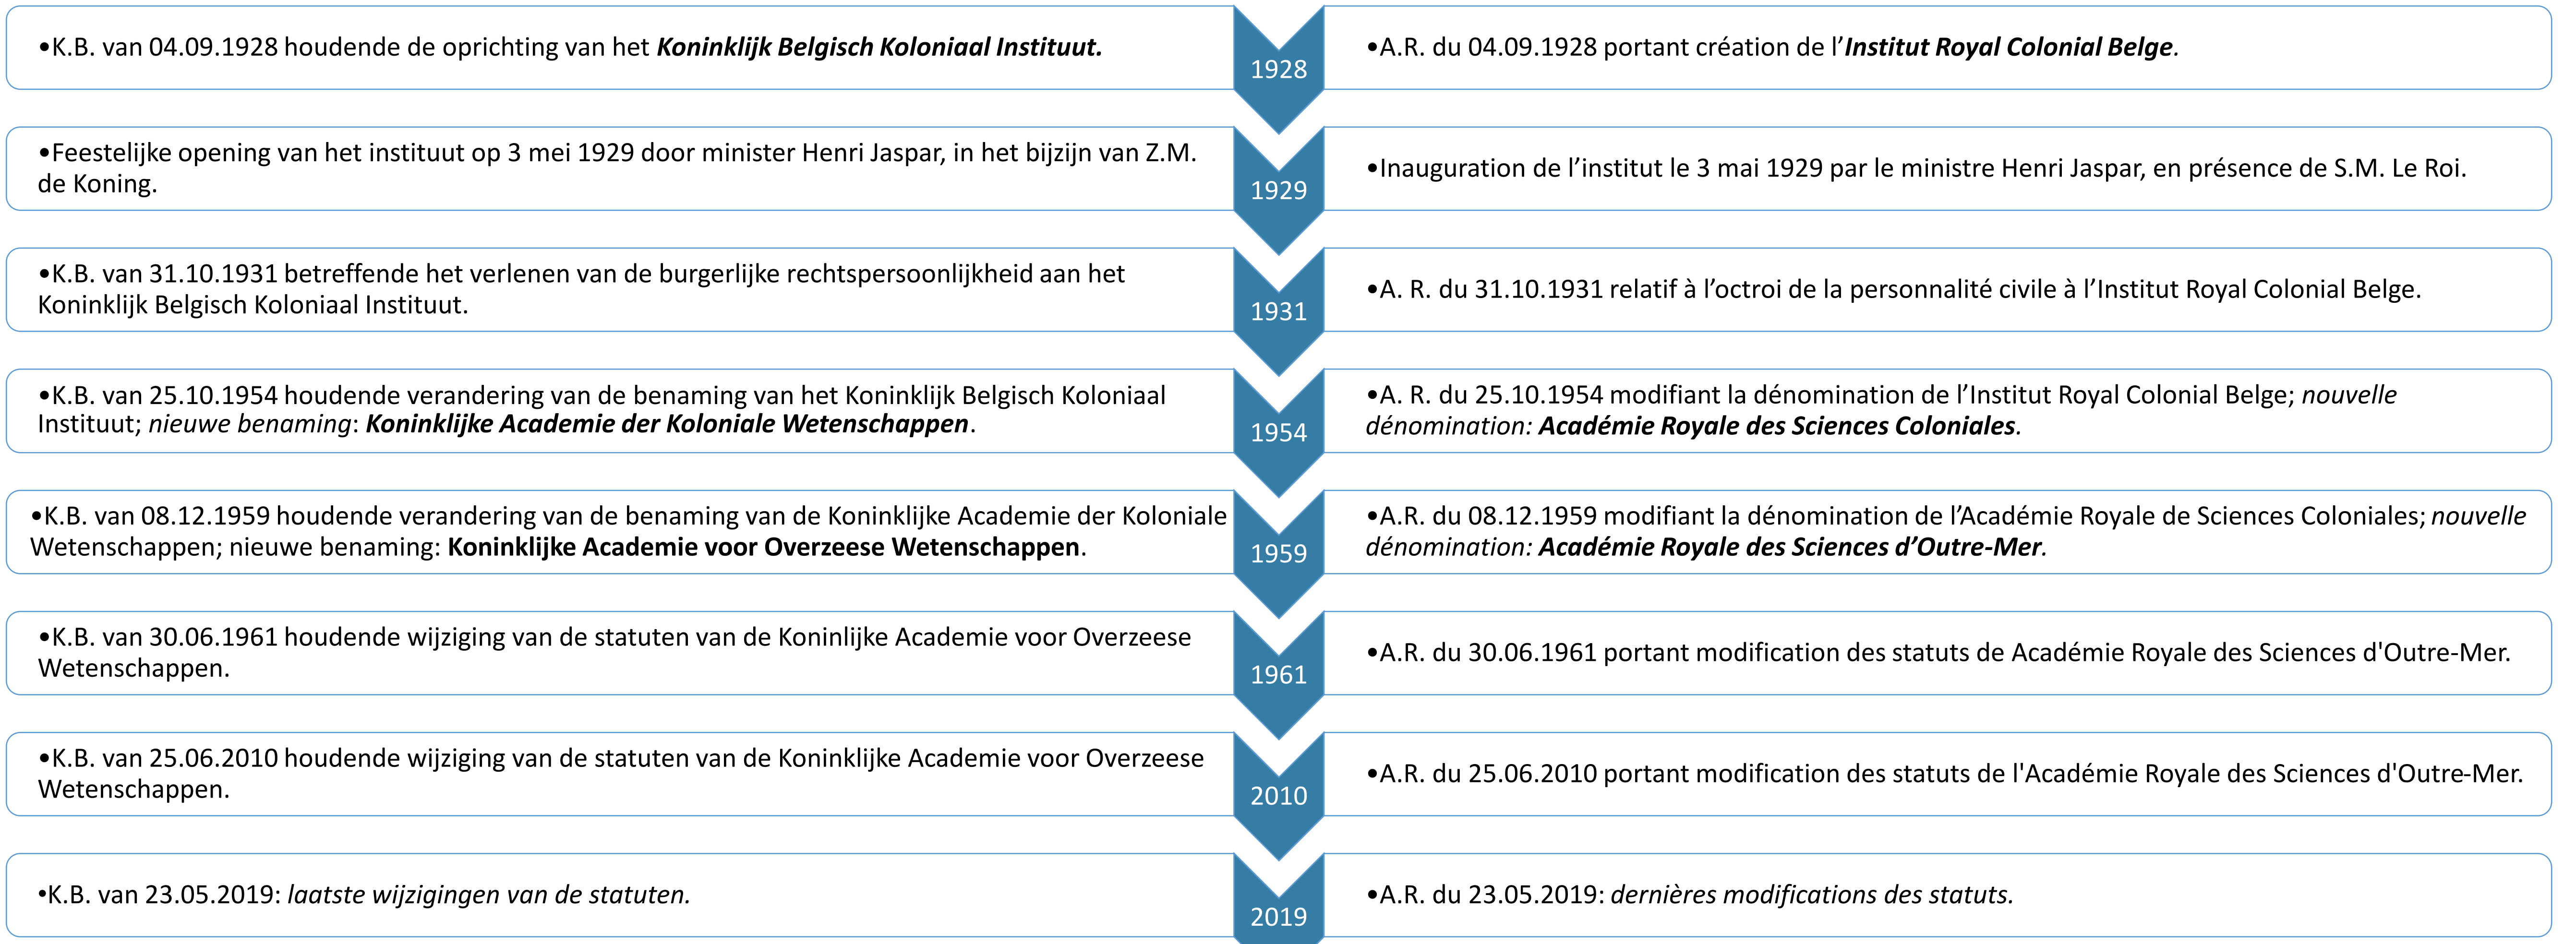 •K.B. van 04.09.1928 houdende de oprichting van het Koninklijk Belgisch Koloniaal Instituut.
1928
•A.R. du 04.09.1928 portant création de l’Institut Royal Colonial Belge.
•Feestelijke opening van het instituut op 3 mei 1929 door minister Henri Jaspar, in het bijzijn van Z.M.
de Koning.
1929
•Inauguration de l’institut le 3 mai 1929 par le ministre Henri Jaspar, en présence de S.M. Le Roi.
•K.B. van 31.10.1931 betreffende het verlenen van de burgerlijke rechtspersoonlijkheid aan het
Koninklijk Belgisch Koloniaal Instituut.
1931
•A. R. du 31.10.1931 relatif à l’octroi de la personnalité civile à l’Institut Royal Colonial Belge.
•K.B. van 25.10.1954 houdende verandering van de benaming van het Koninklijk Belgisch Koloniaal
Instituut; nieuwe benaming: Koninklijke Academie der Koloniale Wetenschappen.
1954
•A. R. du 25.10.1954 modifiant la dénomination de l’Institut Royal Colonial Belge; nouvelle
dénomination: Académie Royale des Sciences Coloniales.
•K.B. van 08.12.1959 houdende verandering van de benaming van de Koninklijke Academie der Koloniale
Wetenschappen; nieuwe benaming: Koninklijke Academie voor Overzeese Wetenschappen.
1959
•A.R. du 08.12.1959 modifiant la dénomination de l’Académie Royale de Sciences Coloniales; nouvelle
dénomination: Académie Royale des Sciences d’Outre-Mer.
•K.B. van 30.06.1961 houdende wijziging van de statuten van de Koninlijke Academie voor Overzeese
Wetenschappen.
1961
•A.R. du 30.06.1961 portant modification des statuts de Académie Royale des Sciences d'Outre-Mer.
•K.B. van 25.06.2010 houdende wijziging van de statuten van de Koninklijke Academie voor Overzeese
Wetenschappen.
2010
•A.R. du 25.06.2010 portant modification des statuts de l'Académie Royale des Sciences d'Outre-Mer.
•K.B. van 23.05.2019: laatste wijzigingen van de statuten.
2019
•A.R. du 23.05.2019: dernières modifications des statuts.